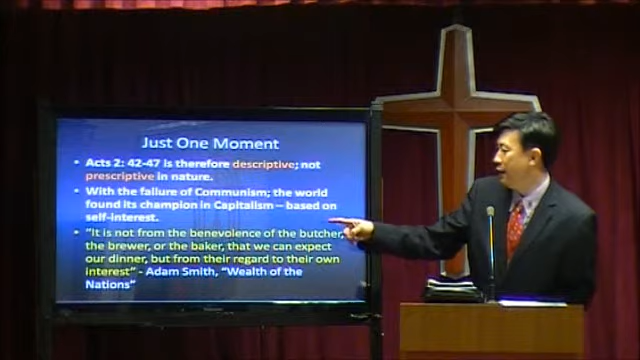 Just One Moment
• Acts 2: 42-47 is therefore descriptive; not
prescriptive in nature.
• With the failure of Communism; the world
found its champion in Capitalism – based on
self-interest.
• "It is not from the benevolence of the butcher,
the brewer, or the baker, that we can expect
our dinner, but from their regard to their own
interest" - Adam Smith, "Wealth of the
Nations"